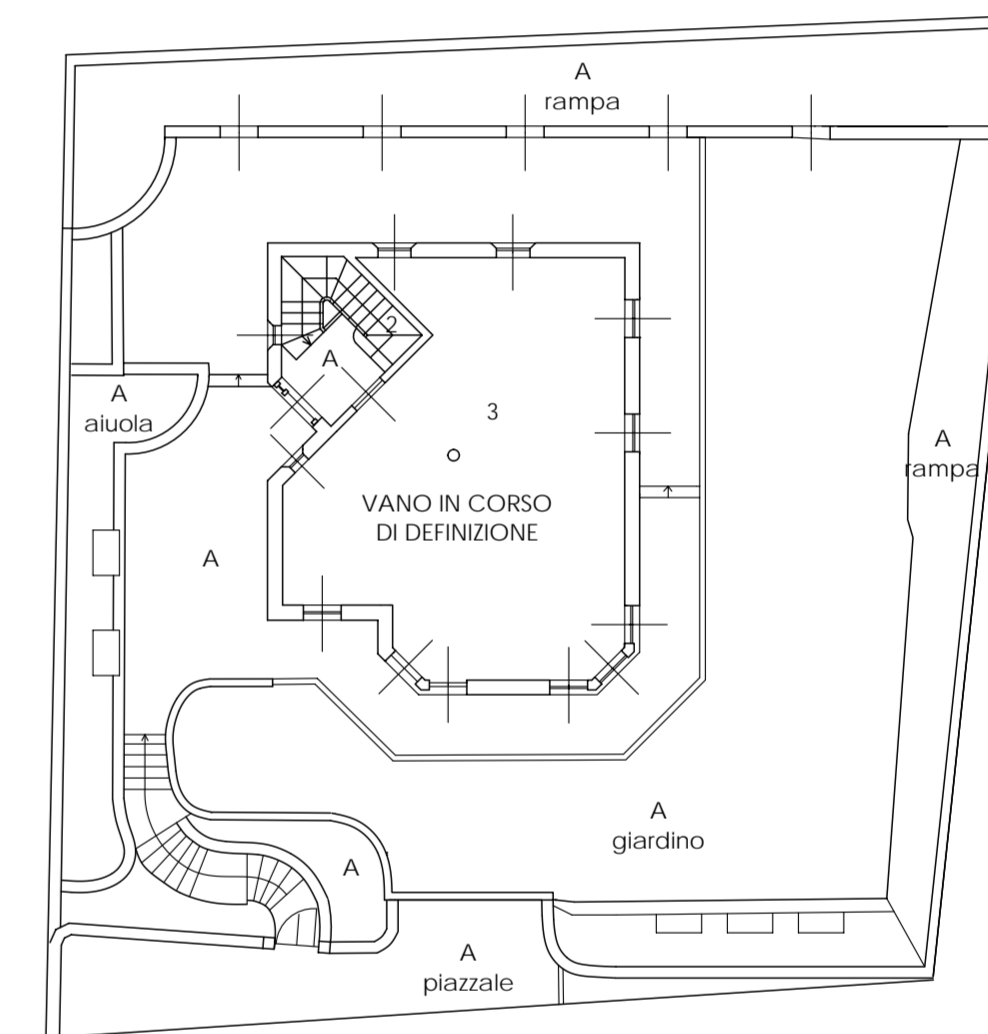 A
rampa
2
A
A
aiuola
3
A
rampa
VANO IN CORSO
DI DEFINIZIONE
A
A
giardino
A
A
piazzale